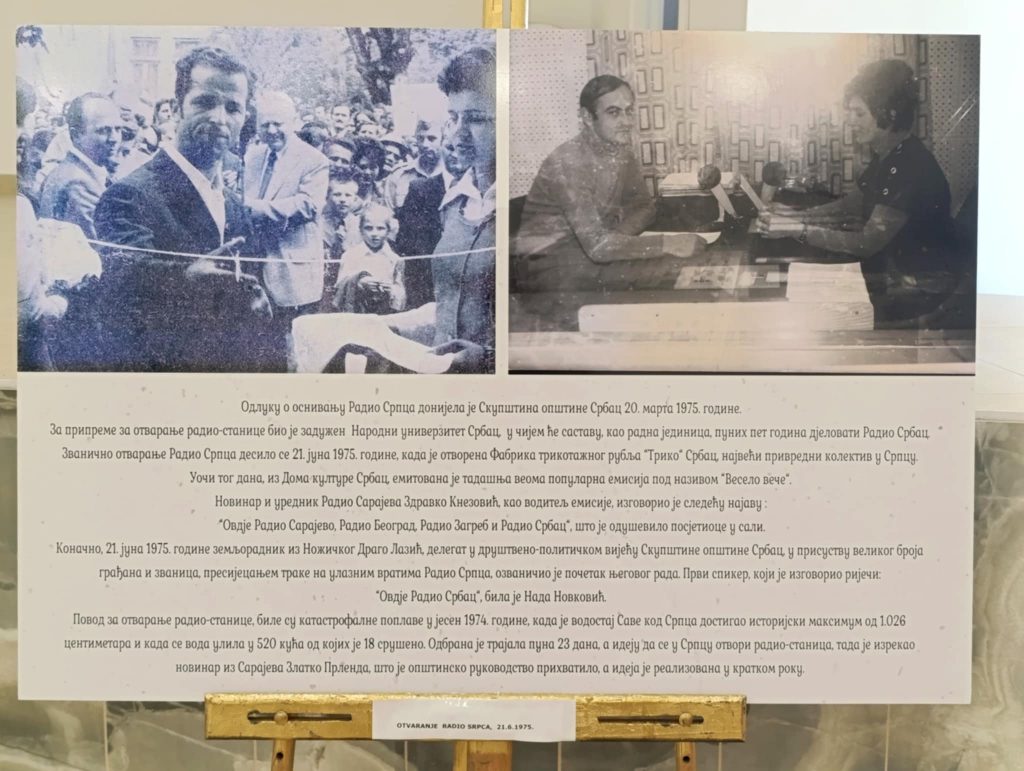 Одлуку о оснивању Радио Српца донијела је Скупштина општине Србац 20. марта 1975. године.
За припреме за отварање радио-станице био је задужен Народни универзитет Србац, у чијем ће саставу, као радна јединица, пуних пет година дјеловати Радио Србац.
Званично отварање Радио Српца десило се 21. јуна 1975. године, када је отворена Фабрика трикотажног рубља "Трико" Србац, највећи привредни колектив у Српцу.
Уочи тог дана, из Дома културе Србац, емитована је тадашња веома популарна емисија под називом "Весело вече".
Новинар и уредник Радио Сарајева Здравко Кнезовић, као водитељ емисије, изговорио је следећу најаву :
"Овдје Радио Сарајево, Радио Београд, Радио Загреб и Радио Србац", што је одушевило посјетиоце у сали.
Коначно, 21. јуна 1975. године земљорадник из Ножичког Драго Лазић, делегат у друштвено-политичком вијећу Скупштине општине Србац, у присуству великог броја
грађана и званица, пресијецањем траке на улазним вратима Радио Српца, озваничио је почетак његовог рада. Први спикер, који је изговорио ријечи:
"Овдје Радио Србац", била је Нада Новковић.
Повод за отварање радио-станице, биле су катастрофалне поплаве у јесен 1974. године, када је водостај Саве код Српца достигао историјски максимум од 1.026
центиметара и када се вода улила у 520 кућа од којих је 18 срушено. Одбрана је трајала пуна 23 дана, а идеју да се у Српцу отвори радио-станица, тада је изрекао
новинар из Сарајева Златко Прленда, што је општинско руководство прихватило, а идеја је реализована у кратком року.
OTVARANJE RADIO SRPCA, 21.6.1975.